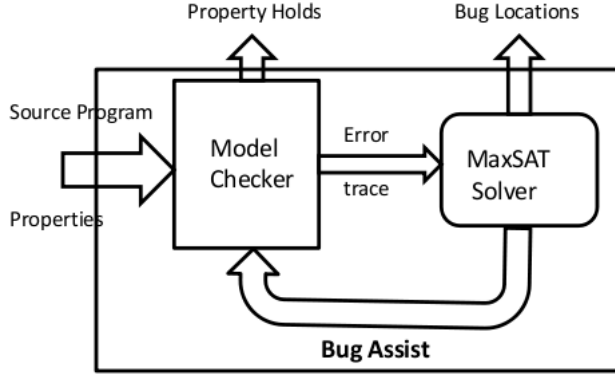 Property Holds
Bug Locations
Source Program
Properties
Model
Checker
Error
trace
MaxSAT
Solver
Bug Assist